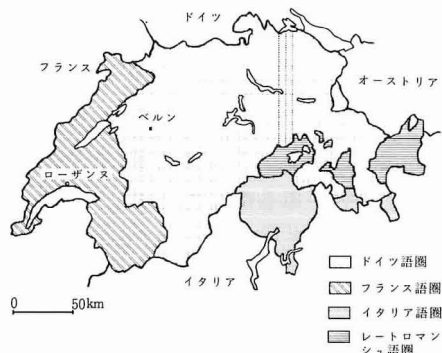 ドイツ
フランス
オーストリア
ベルン
ローザンヌ
イタリア
0 50km
ドイツ語圏
フランス語圏
イタリア語圏
レートロマン
シュ語圏